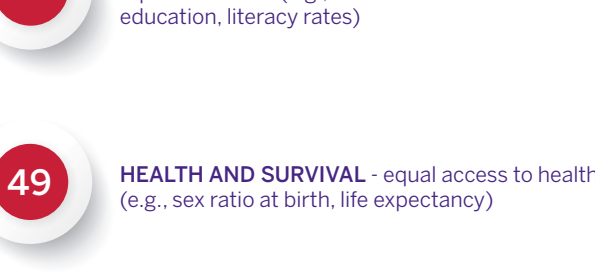 education, literacy rates)
49
HEALTH AND SURVIVAL - equal access to health
(e.g., sex ratio at birth, life expectancy)